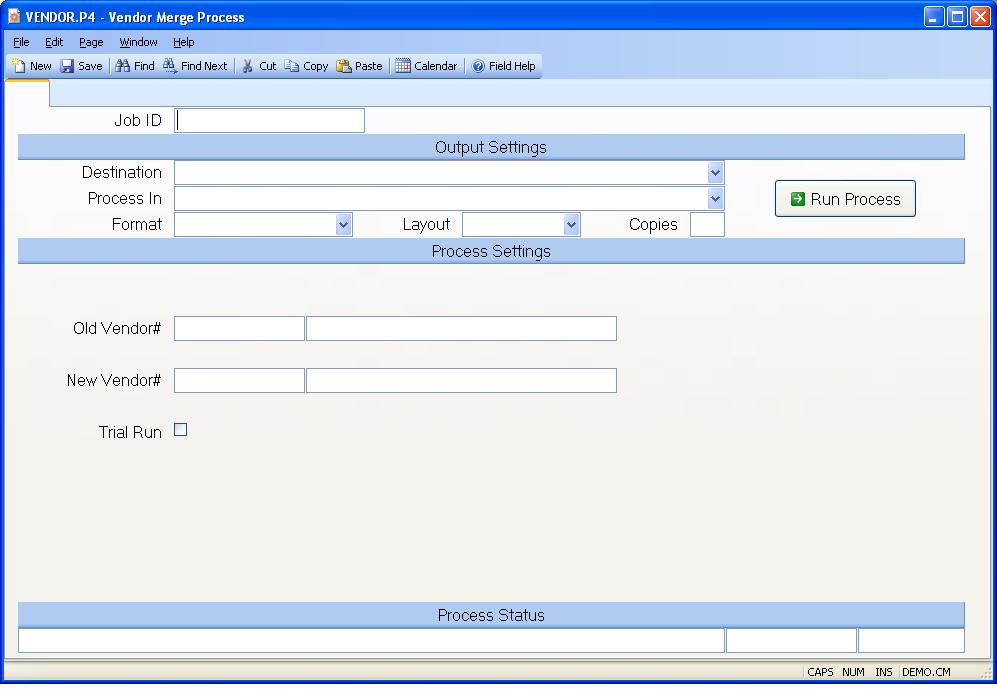 VENDOR.P4 - Vendor Merge Process
File Edit Page Window Help
New Save Find Find Next Cut Copy Paste Calendar Field Help
Job ID
Output Settings
Destination
Process In
Run Process
Format Layout Copies
Process Settings
Old Vendor#
New Vendor#
Trial Run
Process Status
CAPS NUM INS DEMO.CM